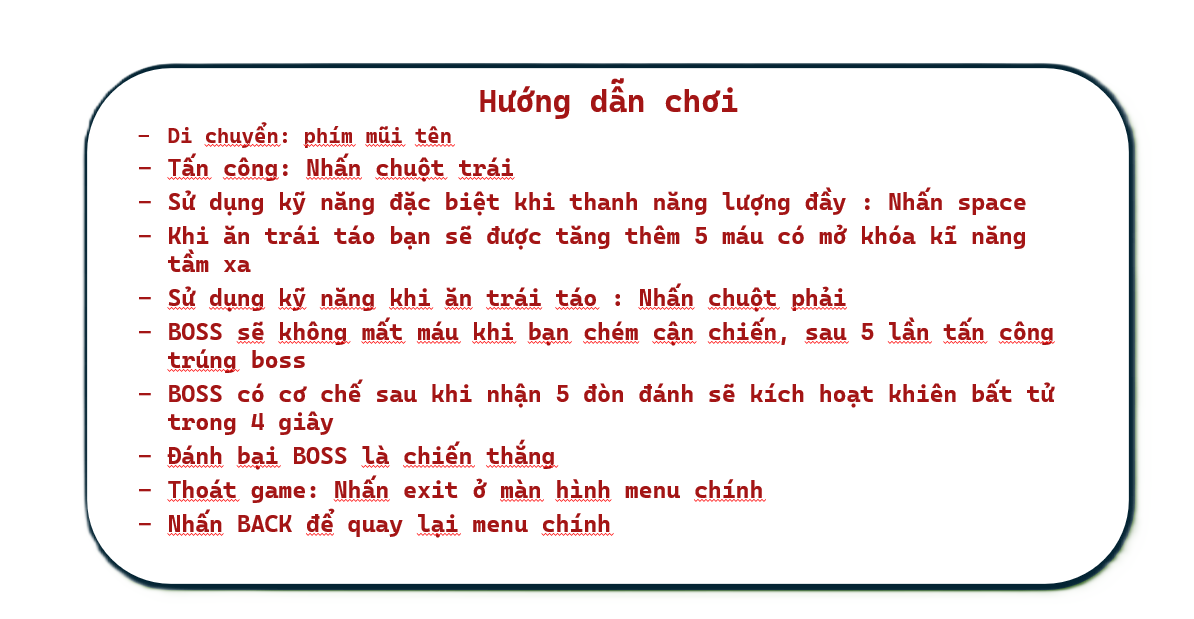 Hướng dẫn chơi
- Di chuyển: phím mũi tên
- Tấn công: Nhấn chuột trái
- Sử dụng kỹ năng đặc biệt khi thanh năng lượng đầy : Nhấn space
- Khi ăn trái táo bạn sẽ được tăng thêm 5 máu có mở khóa kĩ năng
tầm xa
- Sử dụng kỹ năng khi ăn trái táo : Nhấn chuột phải
- BOSS sẽ không mất máu khi bạn chém cận chiến, sau 5 lần tấn công
trúng boss
- BOSS có cơ chế sau khi nhận 5 đòn đánh sẽ kích hoạt khiên bất tử
trong 4 giây
- Đánh bại BOSS là chiến thắng
- Thoát game: Nhấn exit ở màn hình menu chính
- Nhấn BACK để quay lại menu chính